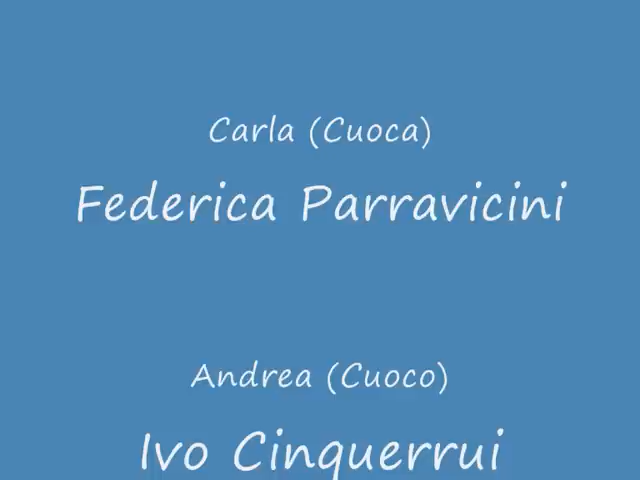 Carla (Cuoca)
Federica Parravicini
Andrea (Cuoco)
Ivo Cinquerrui